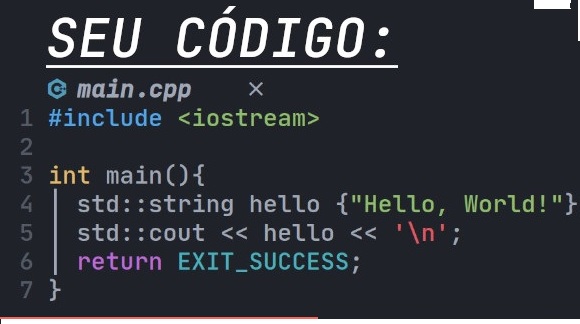 SEU CÓDIGO:
main.cpp ×
1 #include <iostream>
2
3 int main(){
4 std::string hello {"Hello, World!"}
5 std::cout << hello << '\n';
6 return EXIT_SUCCESS;
7 }